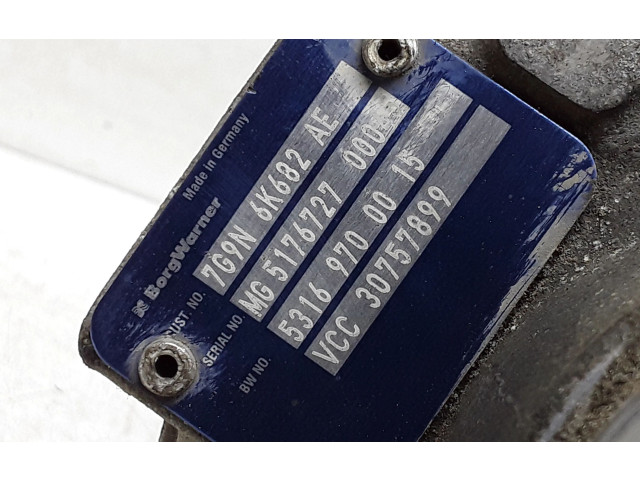 BorgWarner
Made in Germany
CUST. NO. 7G9N 6K682 AE
SERIAL NO. MG 5176727 000
BW NO. 5316 970 00 15
VCC 30757899